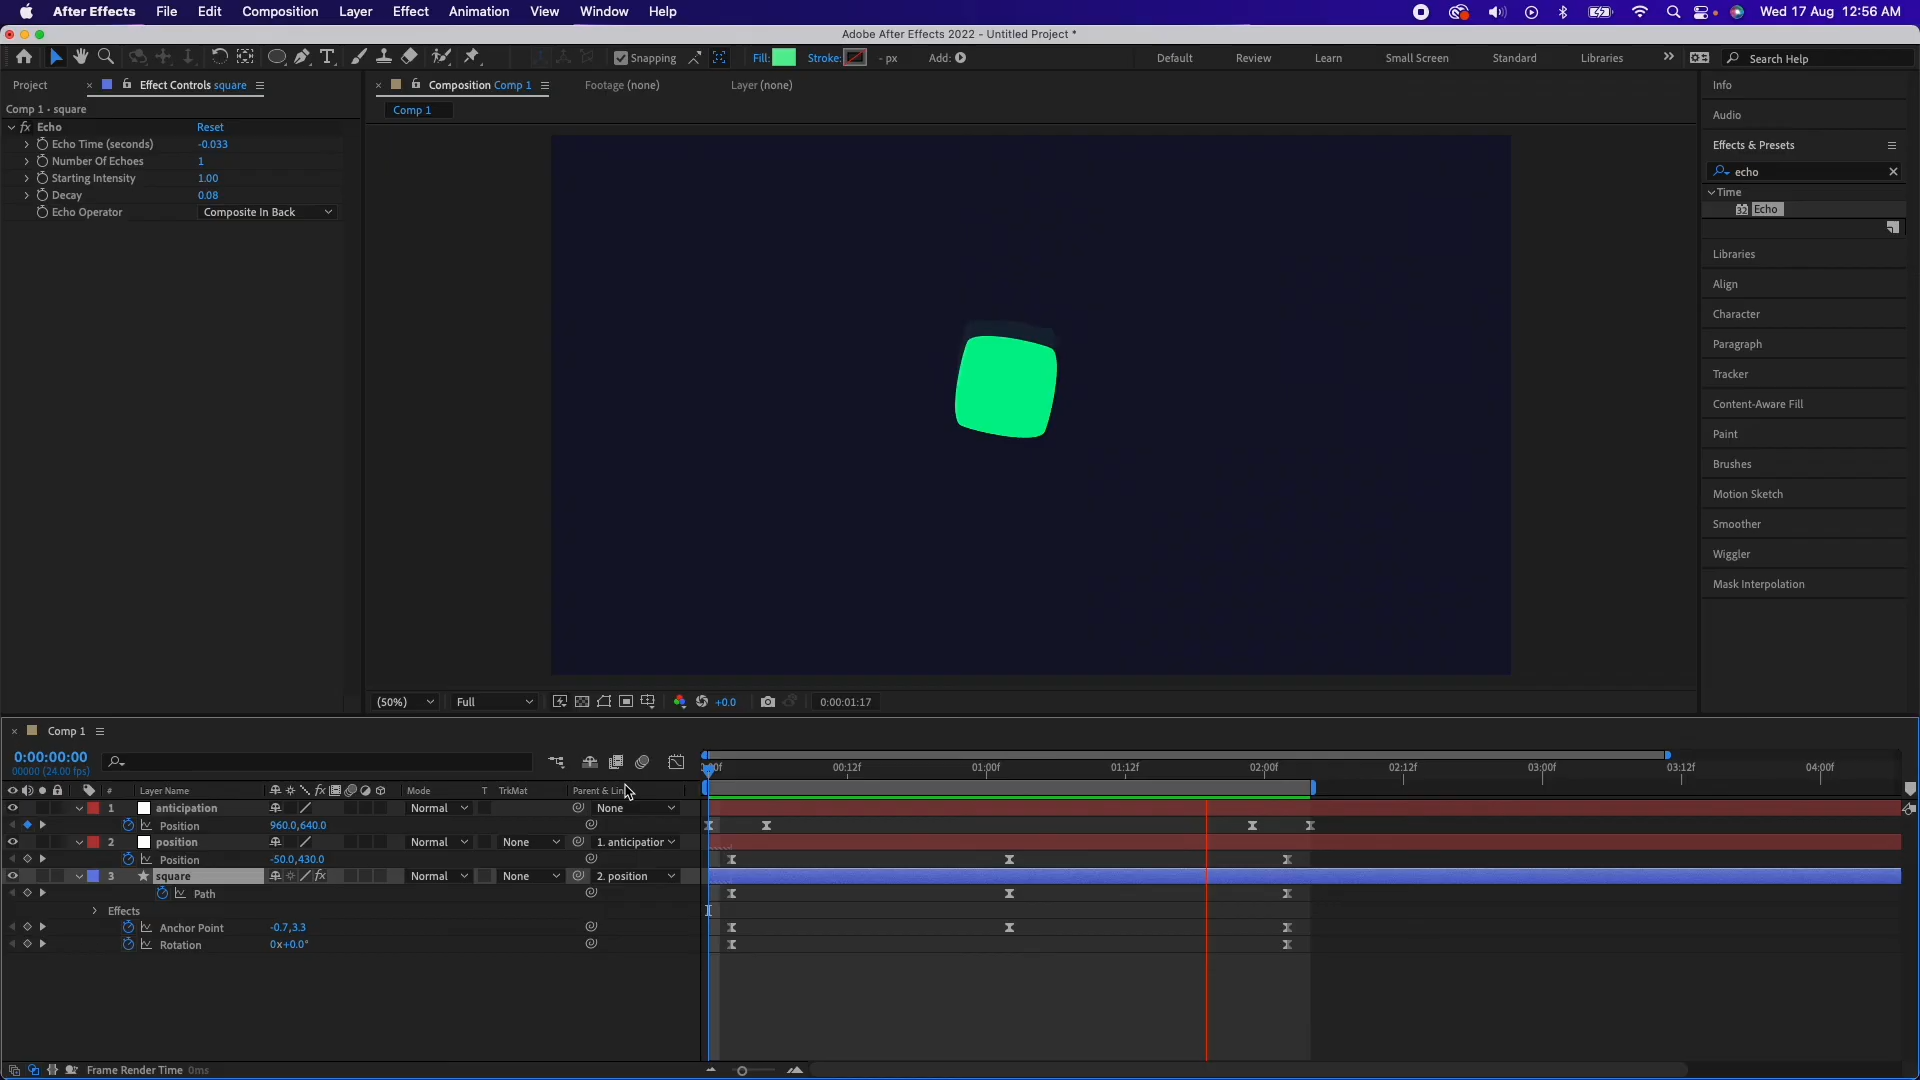 After Effects File Edit Composition Layer Effect Animation View Window Help Wed 17 Aug 12:56 AM
Adobe After Effects 2022 - Untitled Project *
Snapping Fill: Stroke: - px Add: Default Review Learn Small Screen Standard Libraries Search Help
Project Effect Controls square
Comp 1 • square
fx Echo Reset
Echo Time (seconds) -0.033
Number Of Echoes 1
Starting Intensity 1.00
Decay 0.08
Echo Operator Composite In Back
Composition Comp 1 Footage (none) Layer (none)
Comp 1
(50%) Full +0.0 0:00:01:17
Info
Audio
Effects & Presets
echo
Time
32 Echo
Libraries
Align
Character
Paragraph
Tracker
Content-Aware Fill
Paint
Brushes
Motion Sketch
Smoother
Wiggler
Mask Interpolation
Comp 1
0:00:00:00
00000 (24.00 fps)
00:12f 01:00f 01:12f 02:00f 02:12f 03:00f 03:12f 04:00f
# Layer Name fx Mode T TrkMat Parent & Lin
1 anticipation Normal None
Position 960.0,640.0
2 position Normal None 1. anticipation
Position -50.0,430.0
3 square fx Normal None 2. position
Path
Effects
Anchor Point -0.7,3.3
Rotation 0x+0.0°
Frame Render Time 0ms